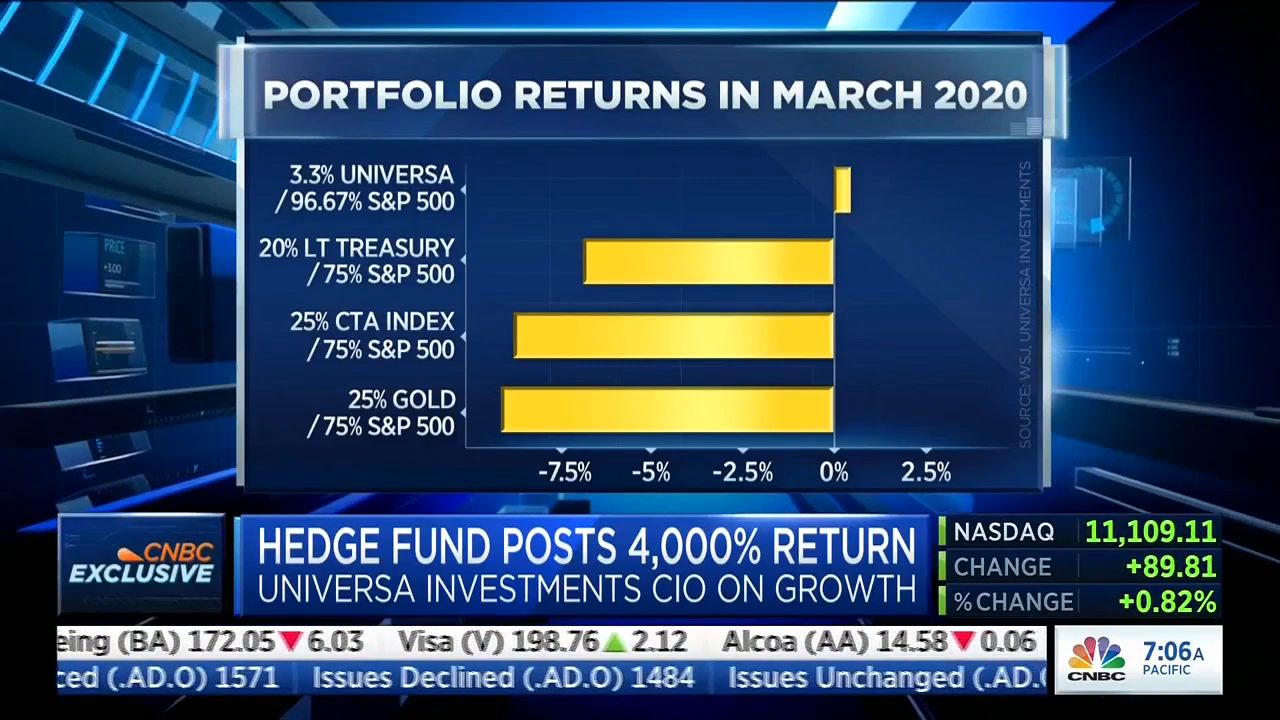 PORTFOLIO RETURNS IN MARCH 2020
3.3% UNIVERSA
/96.67% S&P 500
20% LT TREASURY
/75% S&P 500
25% CTA INDEX
/75% S&P 500
25% GOLD
/75% S&P 500
-7.5% -5% -2.5% 0% 2.5%
SOURCE: WSJ, UNIVERSA INVESTMENTS
PRICE
+3.00
CNBC
EXCLUSIVE
HEDGE FUND POSTS 4,000% RETURN
UNIVERSA INVESTMENTS CIO ON GROWTH
NASDAQ 11,109.11
CHANGE +89.81
% CHANGE +0.82%
eing (BA) 172.05 ▼ 6.03 Visa (V) 198.76 ▲ 2.12 Alcoa (AA) 14.58 ▼ 0.06
ced (.AD.O) 1571 Issues Declined (.AD.O) 1484 Issues Unchanged (.AD.
CNBC
7:06A
PACIFIC